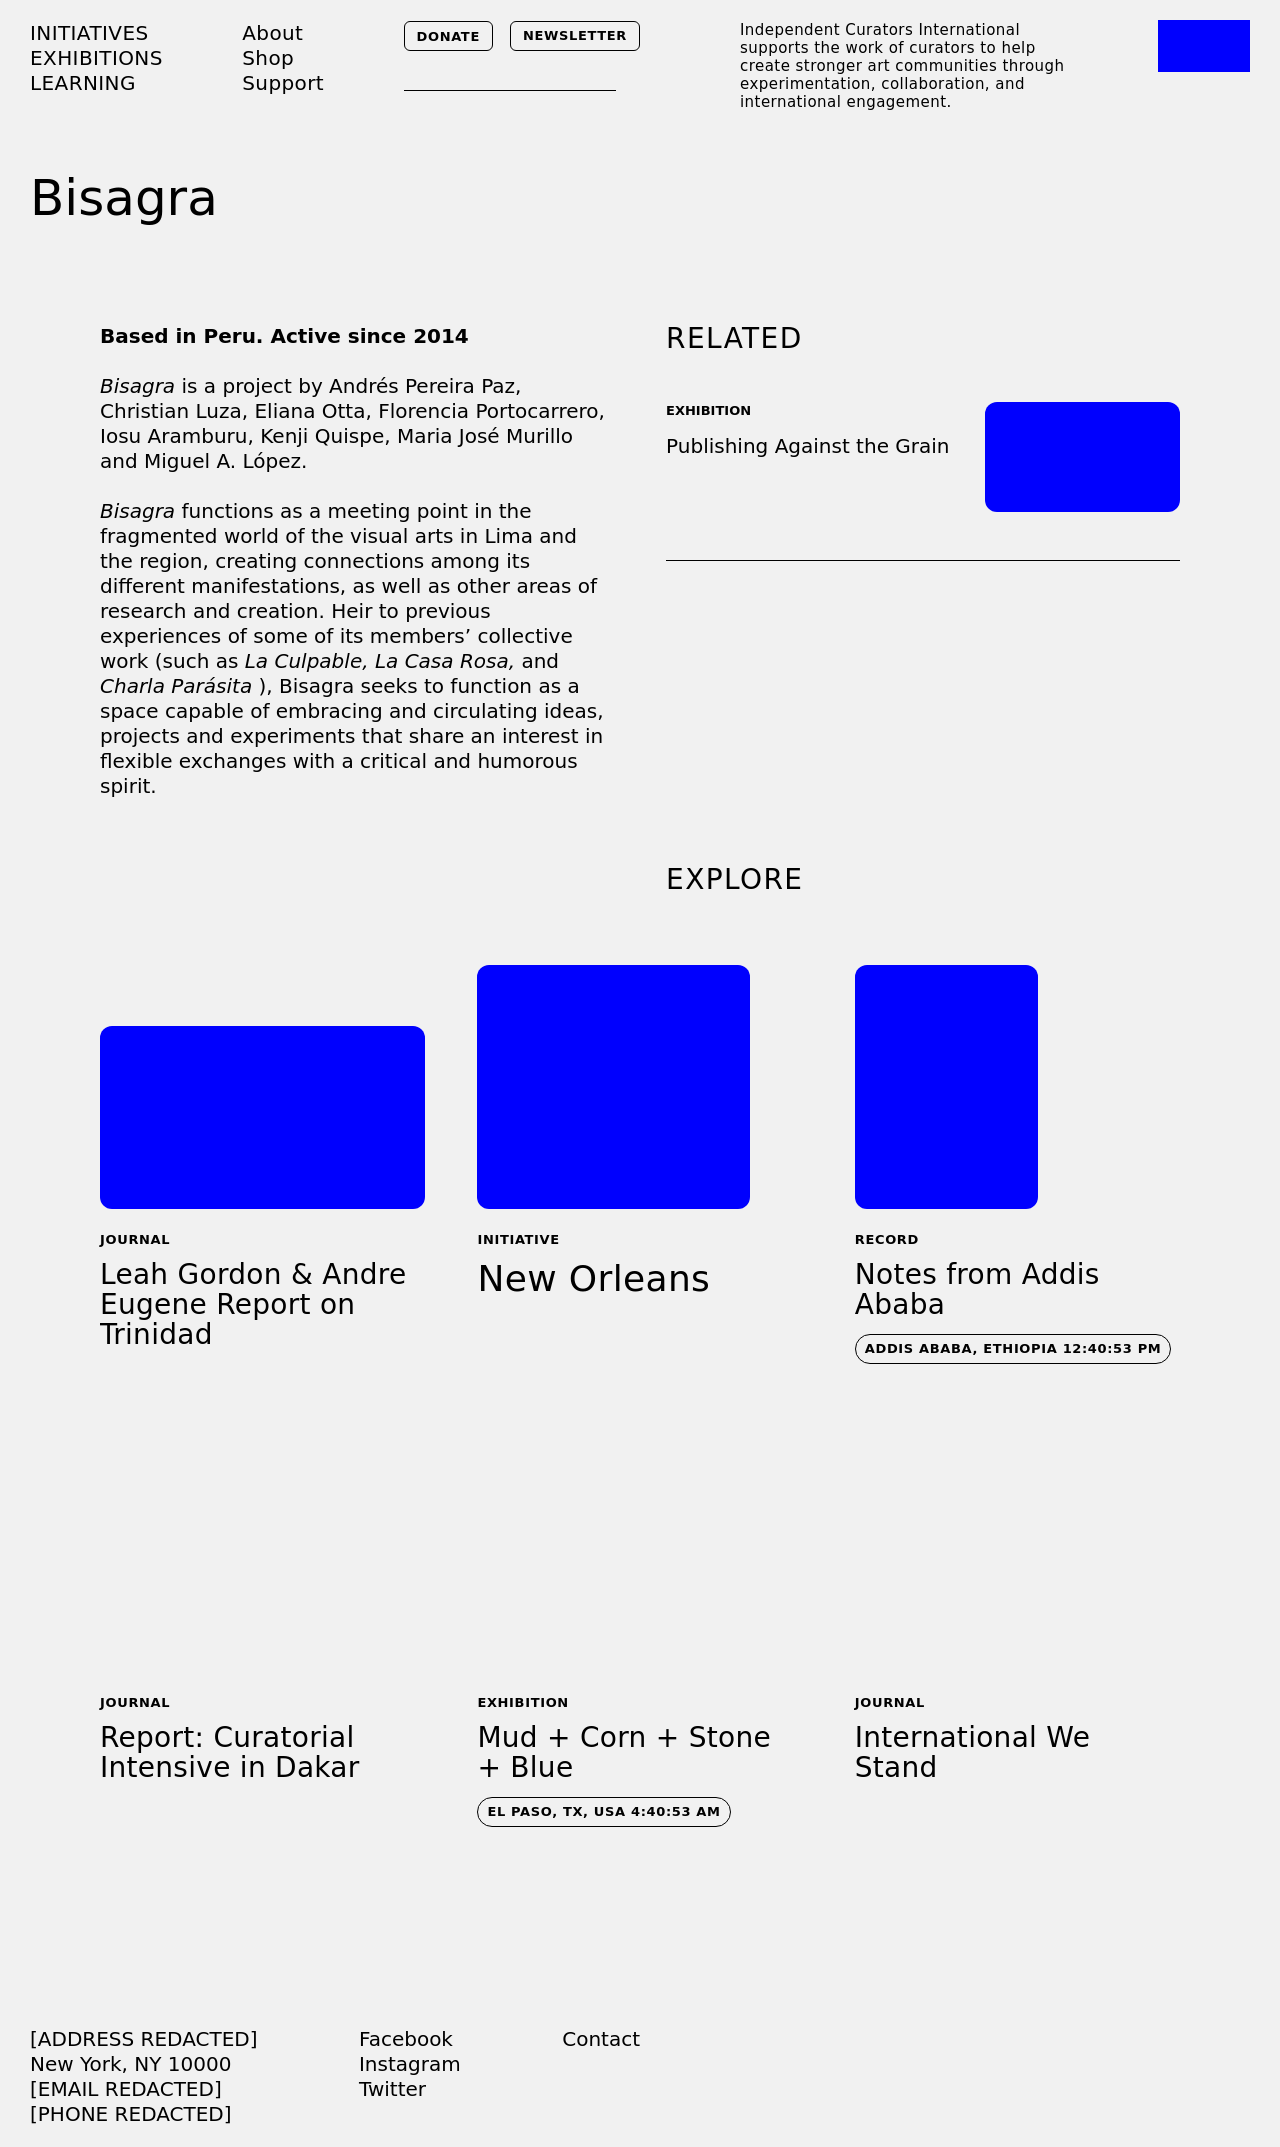 INITIATIVES
EXHIBITIONS
LEARNING
About
Shop
Support
DONATE
NEWSLETTER
Independent Curators International
supports the work of curators to help
create stronger art communities through
experimentation, collaboration, and
international engagement.
Bisagra
Based in Peru. Active since 2014
Bisagra is a project by Andrés Pereira Paz,
Christian Luza, Eliana Otta, Florencia Portocarrero,
Iosu Aramburu, Kenji Quispe, Maria José Murillo
and Miguel A. López.
Bisagra functions as a meeting point in the
fragmented world of the visual arts in Lima and
the region, creating connections among its
different manifestations, as well as other areas of
research and creation. Heir to previous
experiences of some of its members’ collective
work (such as La Culpable, La Casa Rosa, and
Charla Parásita ), Bisagra seeks to function as a
space capable of embracing and circulating ideas,
projects and experiments that share an interest in
flexible exchanges with a critical and humorous
spirit.
RELATED
EXHIBITION
Publishing Against the Grain
EXPLORE
JOURNAL
Leah Gordon & Andre
Eugene Report on
Trinidad
INITIATIVE
New Orleans
RECORD
Notes from Addis
Ababa
ADDIS ABABA, ETHIOPIA 12:40:53 PM
JOURNAL
Report: Curatorial
Intensive in Dakar
EXHIBITION
Mud + Corn + Stone
+ Blue
EL PASO, TX, USA 4:40:53 AM
JOURNAL
International We
Stand
[ADDRESS REDACTED]
New York, NY 10000
[EMAIL REDACTED]
[PHONE REDACTED]
Facebook
Instagram
Twitter
Contact